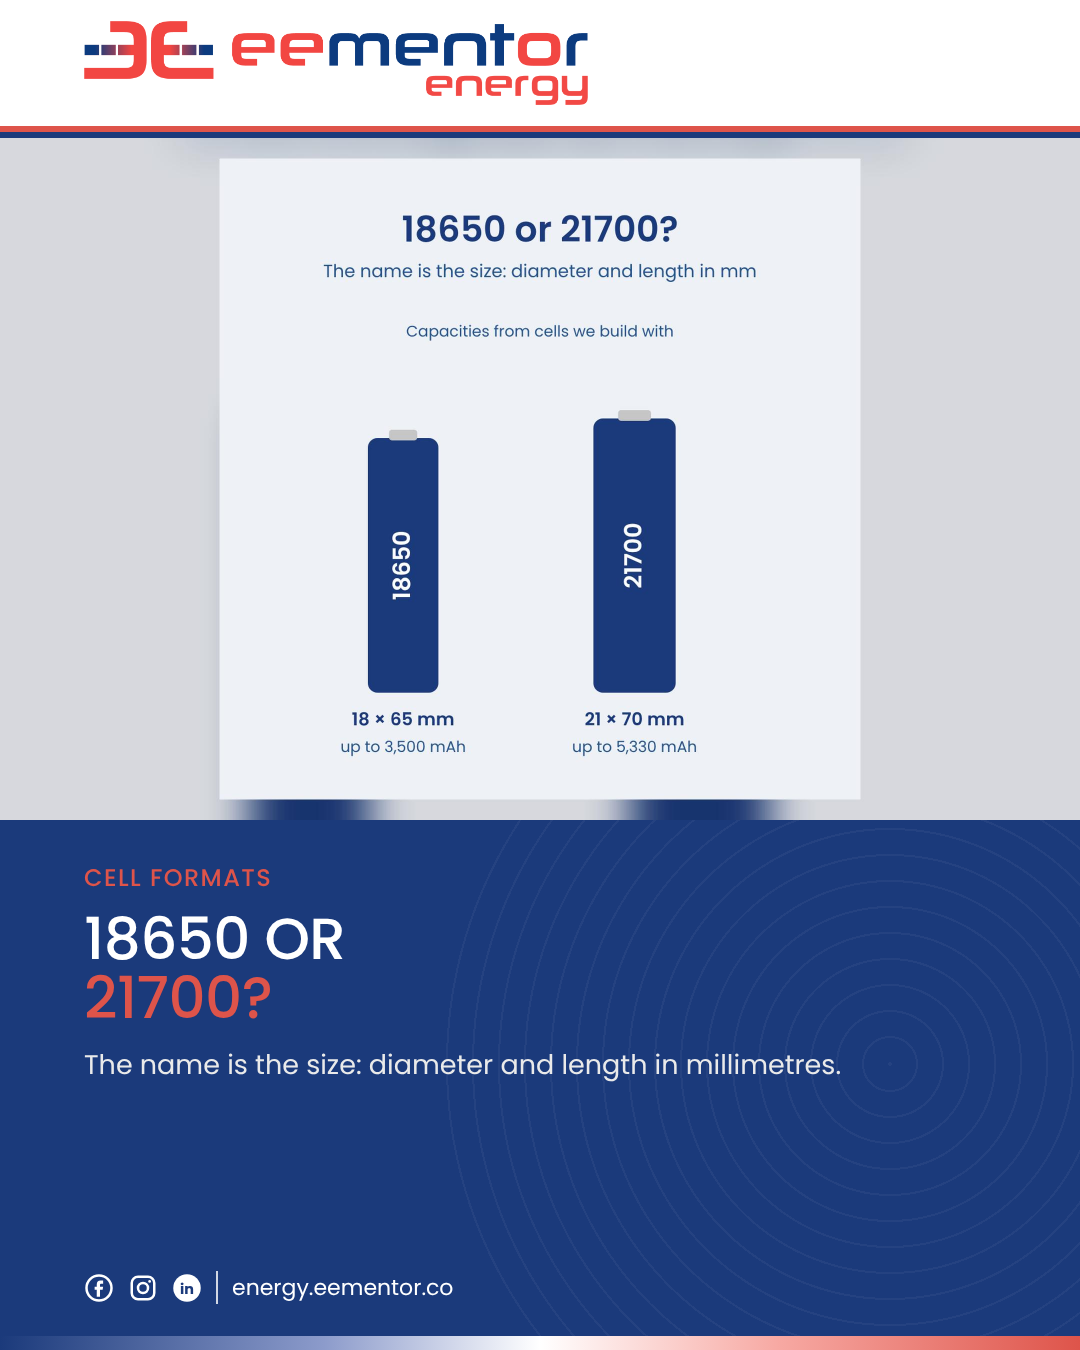 eementor
energy
18650 or 21700?
The name is the size: diameter and length in mm
Capacities from cells we build with
18650
21700
18 × 65 mm
up to 3,500 mAh
21 × 70 mm
up to 5,330 mAh
CELL FORMATS
18650 OR
21700?
The name is the size: diameter and length in millimetres.
energy.eementor.co